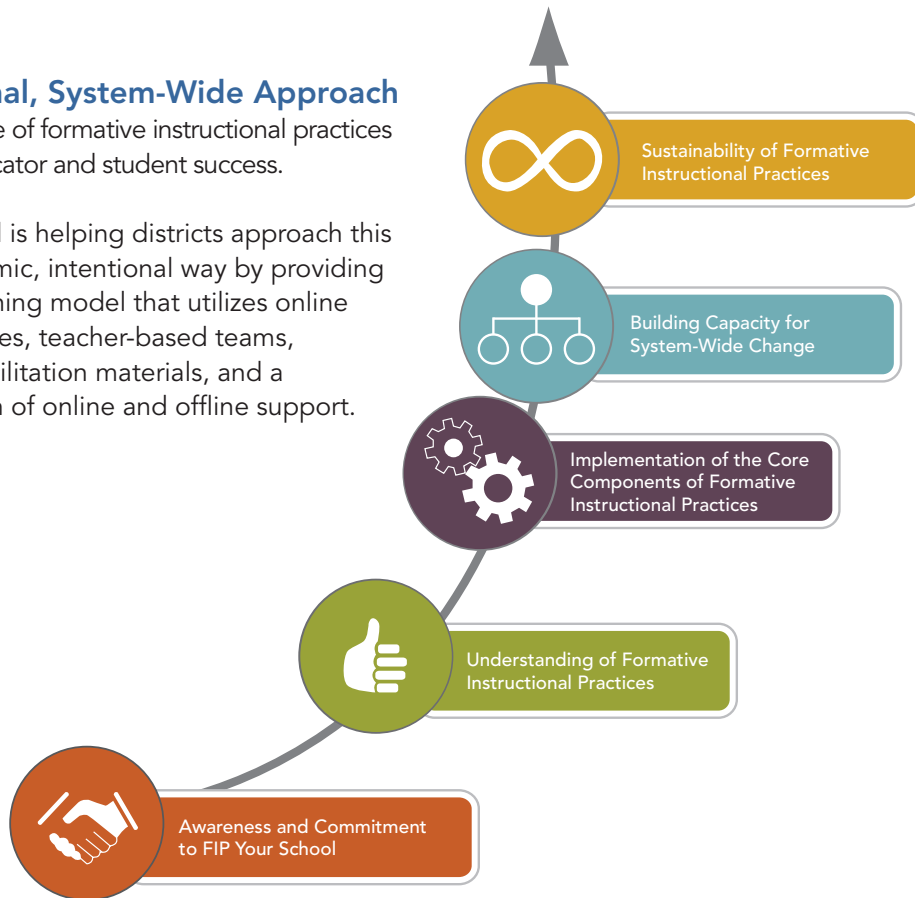 nal, System-Wide Approach
e of formative instructional practices
cator and student success.
l is helping districts approach this
mic, intentional way by providing
ning model that utilizes online
es, teacher-based teams,
ilitation materials, and a
n of online and offline support.
Sustainability of Formative
Instructional Practices
Building Capacity for
System-Wide Change
Implementation of the Core
Components of Formative
Instructional Practices
Understanding of Formative
Instructional Practices
Awareness and Commitment
to FIP Your School